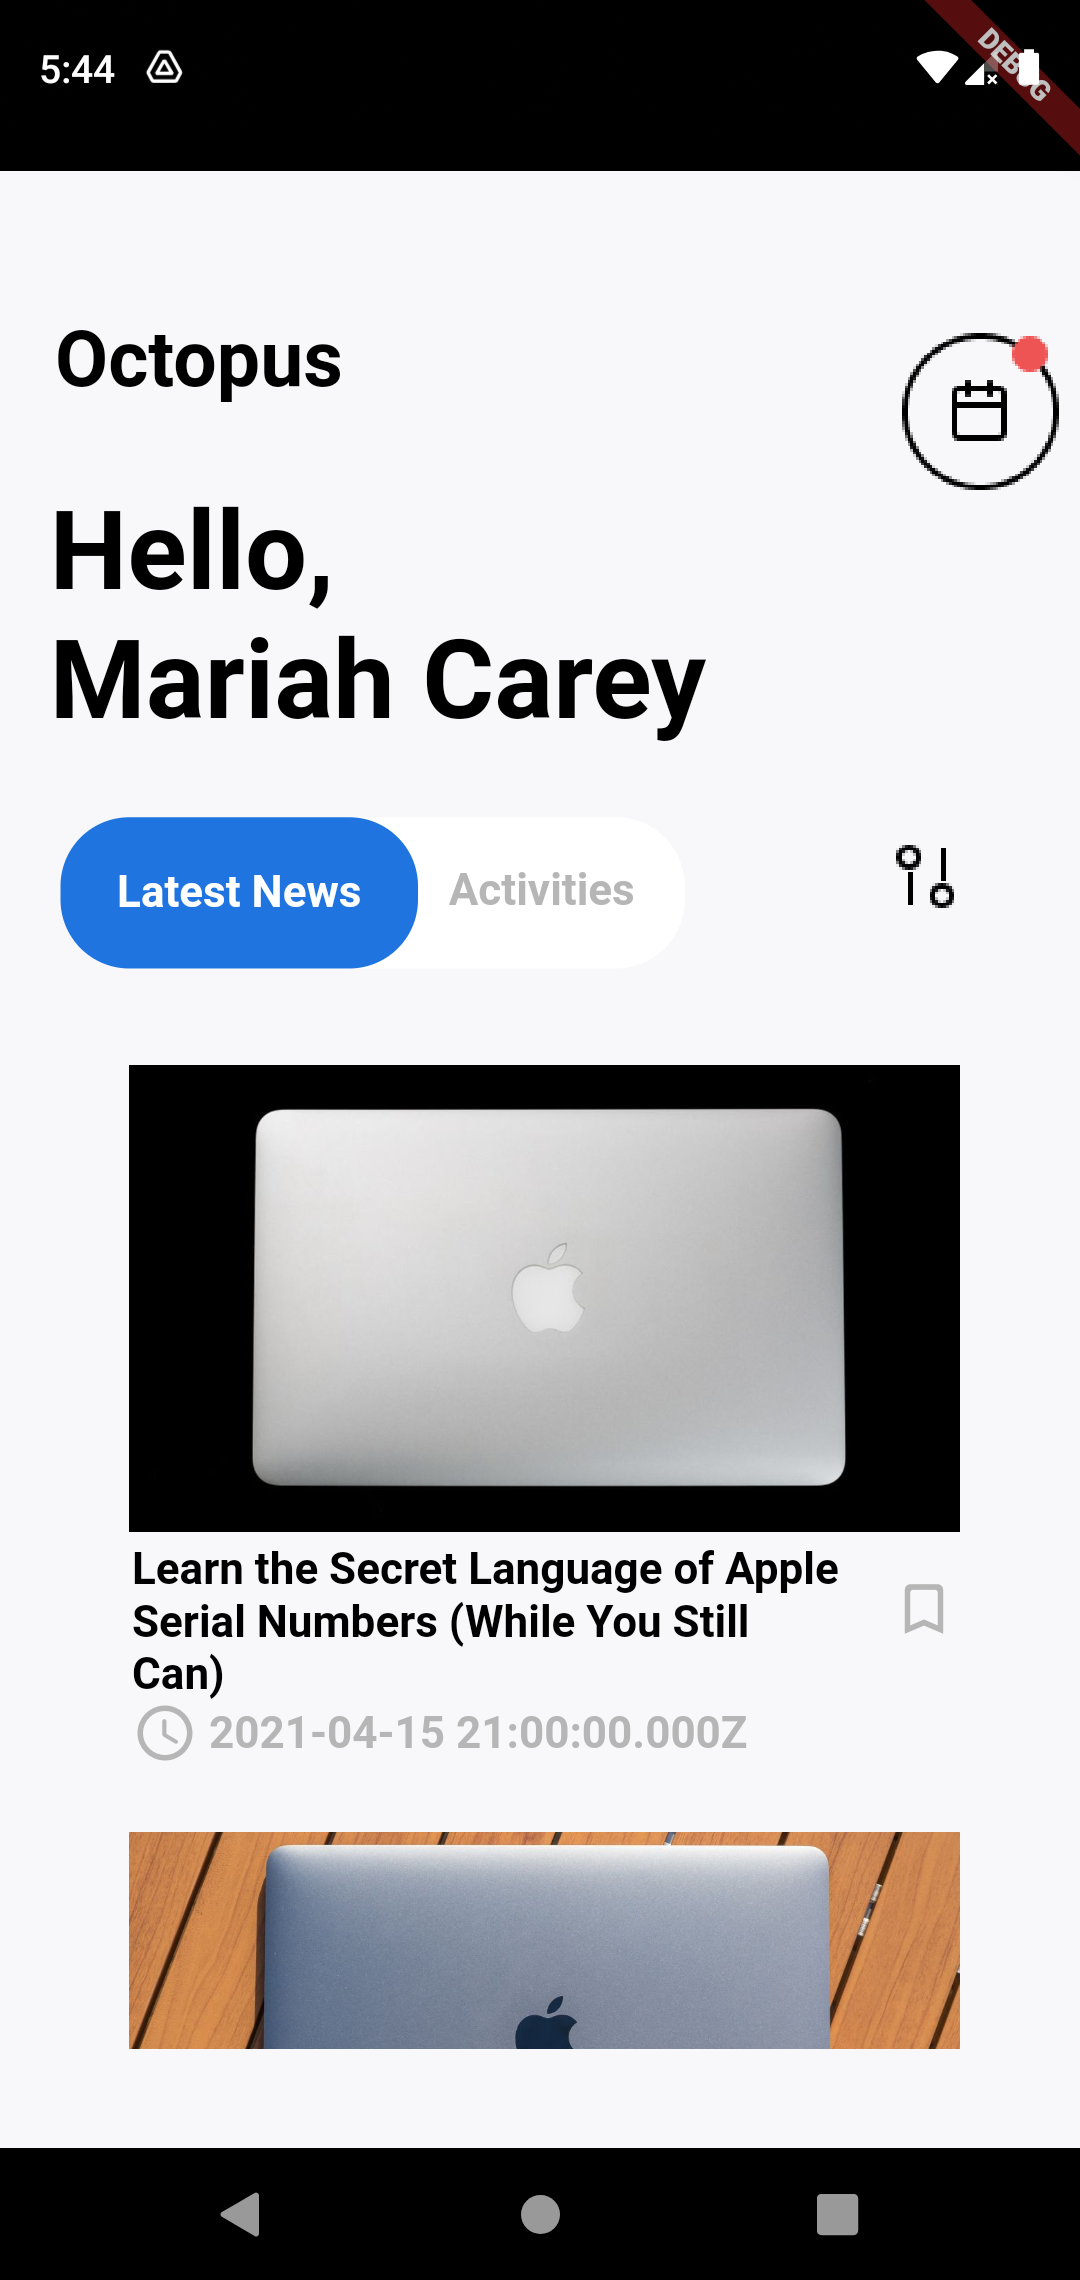 5:44
DEBUG
Octopus
Hello,
Mariah Carey
Latest News
Activities
Learn the Secret Language of Apple
Serial Numbers (While You Still
Can)
2021-04-15 21:00:00.000Z